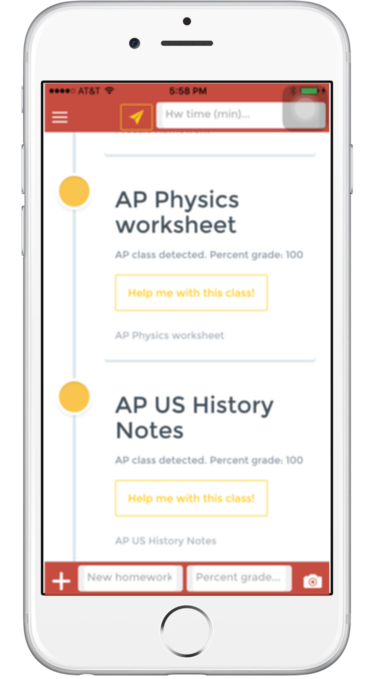 AT&T 5:58 PM
Hw time (min)...
AP Physics
worksheet
AP class detected. Percent grade: 100
Help me with this class!
AP Physics worksheet
AP US History
Notes
AP class detected. Percent grade: 100
Help me with this class!
AP US History Notes
New homework Percent grade...